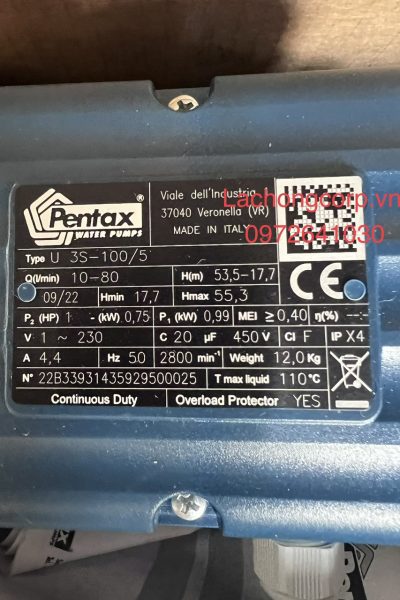 Pentax ®
WATER PUMPS
Viale dell'Industria
37040 Veronella (VR)
MADE IN ITALY
Lachongcorp.vn
0972641030
Type U 3S-100/5
Q(l/min) 10-80 H(m) 53,5-17,7
09/22 Hmin 17,7 Hmax 55,3
CE
P₂ (HP) 1 - (kW) 0,75 P₁ (kW) 0,99 MEI ≥ 0,40 η(%) --.-
V 1 ~ 230 C 20 µF 450 V Cl F IP X4
A 4,4 Hz 50 2800 min⁻¹ Weight 12,0 Kg
N° 22B33931435929500025 T max liquid 110°C
Continuous Duty Overload Protector YES